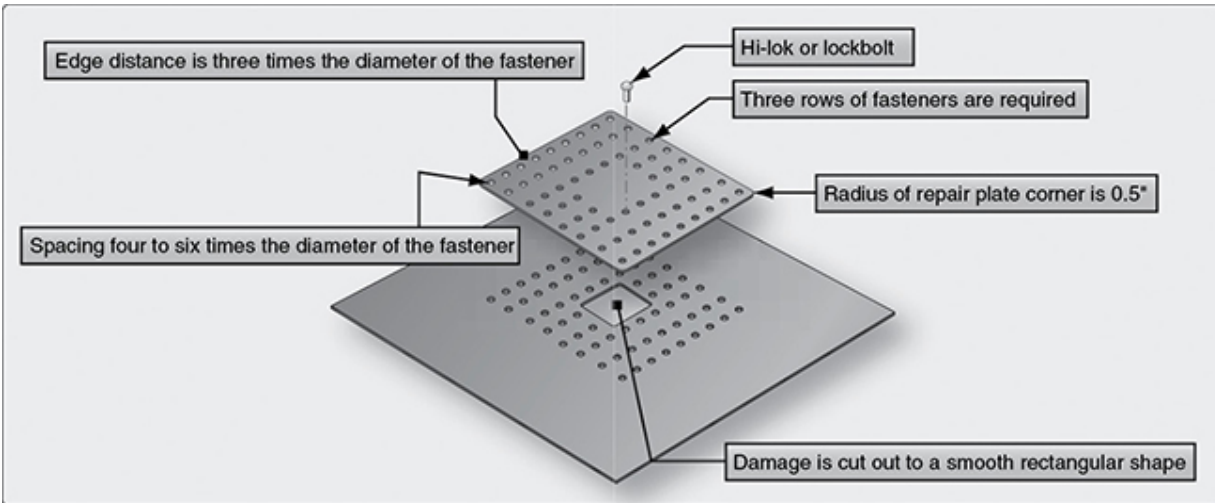 Edge distance is three times the diameter of the fastener
Hi-lok or lockbolt
Three rows of fasteners are required
Radius of repair plate corner is 0.5"
Spacing four to six times the diameter of the fastener
Damage is cut out to a smooth rectangular shape